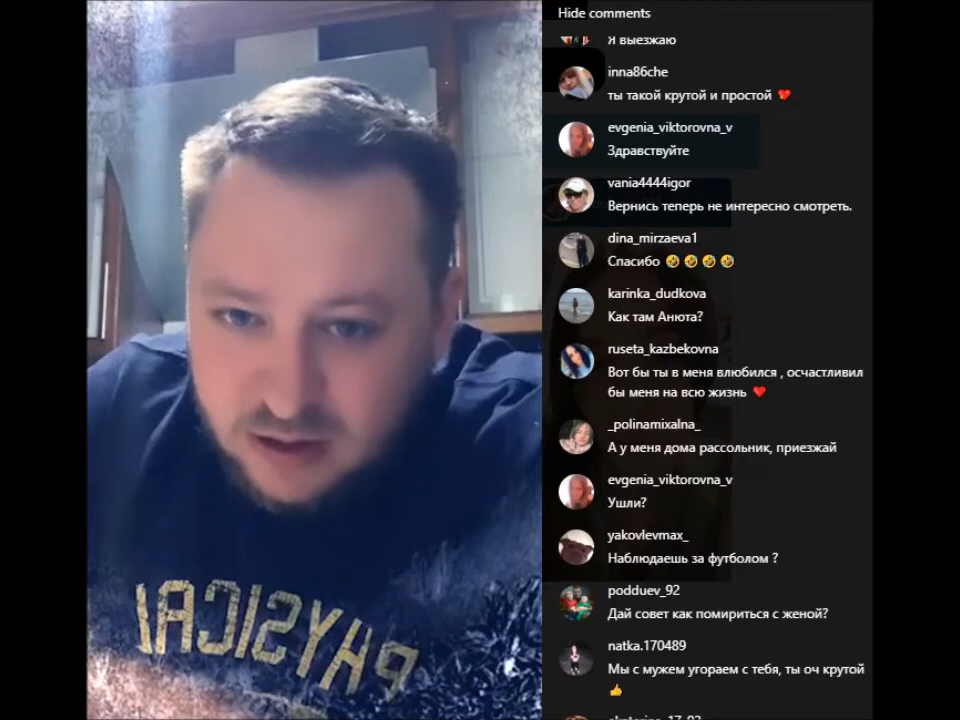 Hide comments
Я выезжаю
inna86che
ты такой крутой и простой
evgenia_viktorovna_v
Здравствуйте
vania4444igor
Вернись теперь не интересно смотреть.
dina_mirzaeva1
Спасибо 🤣🤣🤣🤣
karinka_dudkova
Как там Анюта?
ruseta_kazbekovna
Вот бы ты в меня влюбился , осчастливил
бы меня на всю жизнь ❤️
_polinamixalna_
А у меня дома рассольник, приезжай
evgenia_viktorovna_v
Ушли?
yakovlevmax_
Наблюдаешь за футболом ?
podduev_92
Дай совет как помириться с женой?
natka.170489
Мы с мужем угораем с тебя, ты оч крутой
👍
PHYSICAL